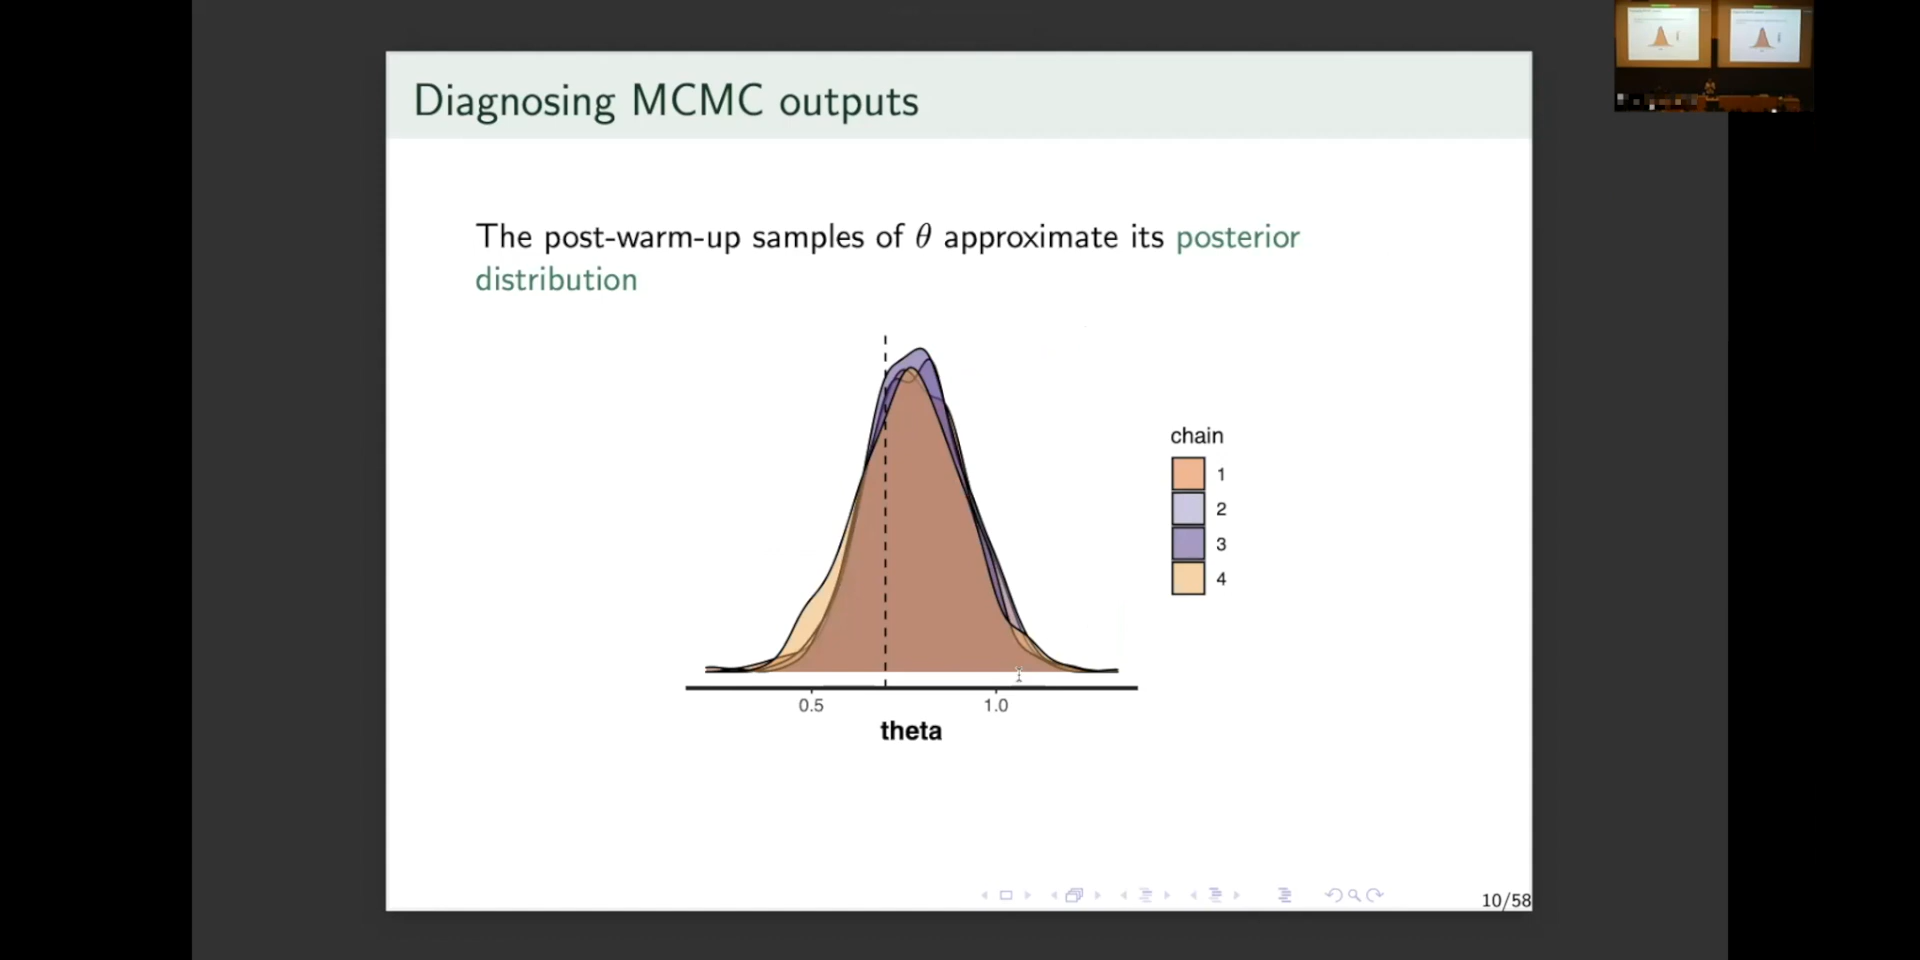 Diagnosing MCMC outputs
The post-warm-up samples of θ approximate its posterior
distribution
chain
1
2
3
4
0.5
1.0
theta
10/58